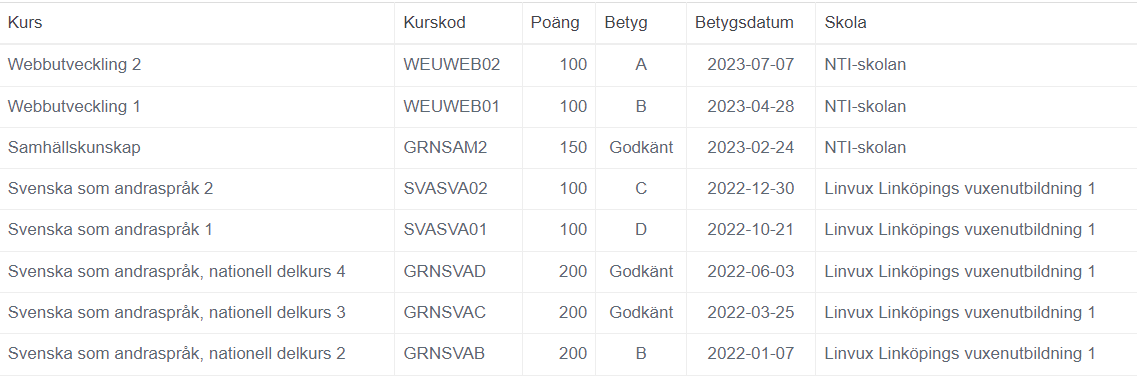 Kurs Kurskod Poäng Betyg Betygsdatum Skola
Webbutveckling 2 WEUWEB02 100 A 2023-07-07 NTI-skolan
Webbutveckling 1 WEUWEB01 100 B 2023-04-28 NTI-skolan
Samhällskunskap GRNSAM2 150 Godkänt 2023-02-24 NTI-skolan
Svenska som andraspråk 2 SVASVA02 100 C 2022-12-30 Linvux Linköpings vuxenutbildning 1
Svenska som andraspråk 1 SVASVA01 100 D 2022-10-21 Linvux Linköpings vuxenutbildning 1
Svenska som andraspråk, nationell delkurs 4 GRNSVAD 200 Godkänt 2022-06-03 Linvux Linköpings vuxenutbildning 1
Svenska som andraspråk, nationell delkurs 3 GRNSVAC 200 Godkänt 2022-03-25 Linvux Linköpings vuxenutbildning 1
Svenska som andraspråk, nationell delkurs 2 GRNSVAB 200 B 2022-01-07 Linvux Linköpings vuxenutbildning 1